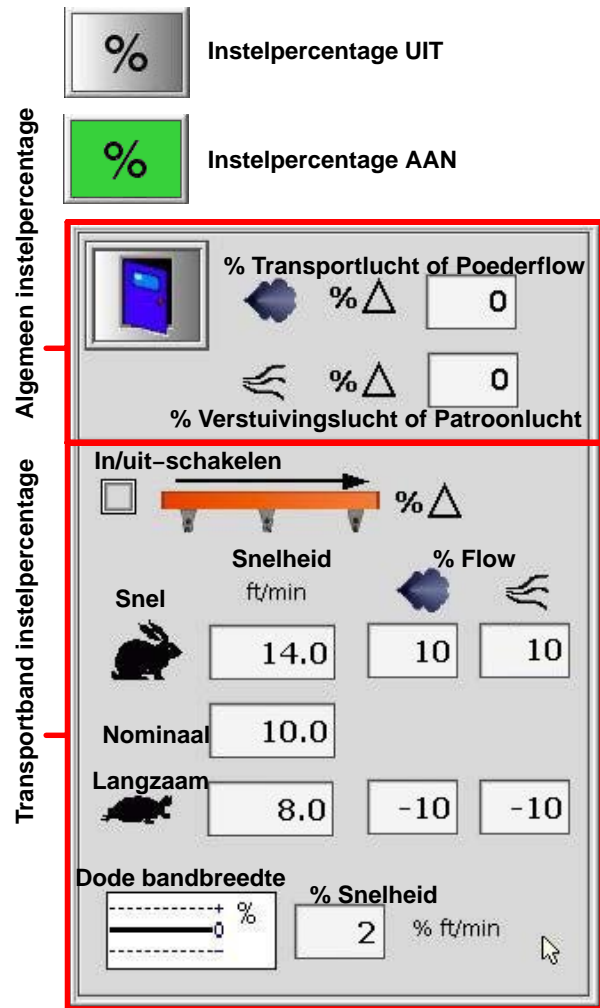 %
Instelpercentage UIT
%
Instelpercentage AAN
Algemeen instelpercentage
% Transportlucht of Poederflow
%△ 0
%△ 0
% Verstuivingslucht of Patroonlucht
Transportband instelpercentage
In/uit−schakelen
%△
Snelheid % Flow
Snel ft/min
14.0 10 10
Nominaal 10.0
Langzaam
8.0 -10 -10
Dode bandbreedte
% Snelheid
+ %
0
−
2 % ft/min